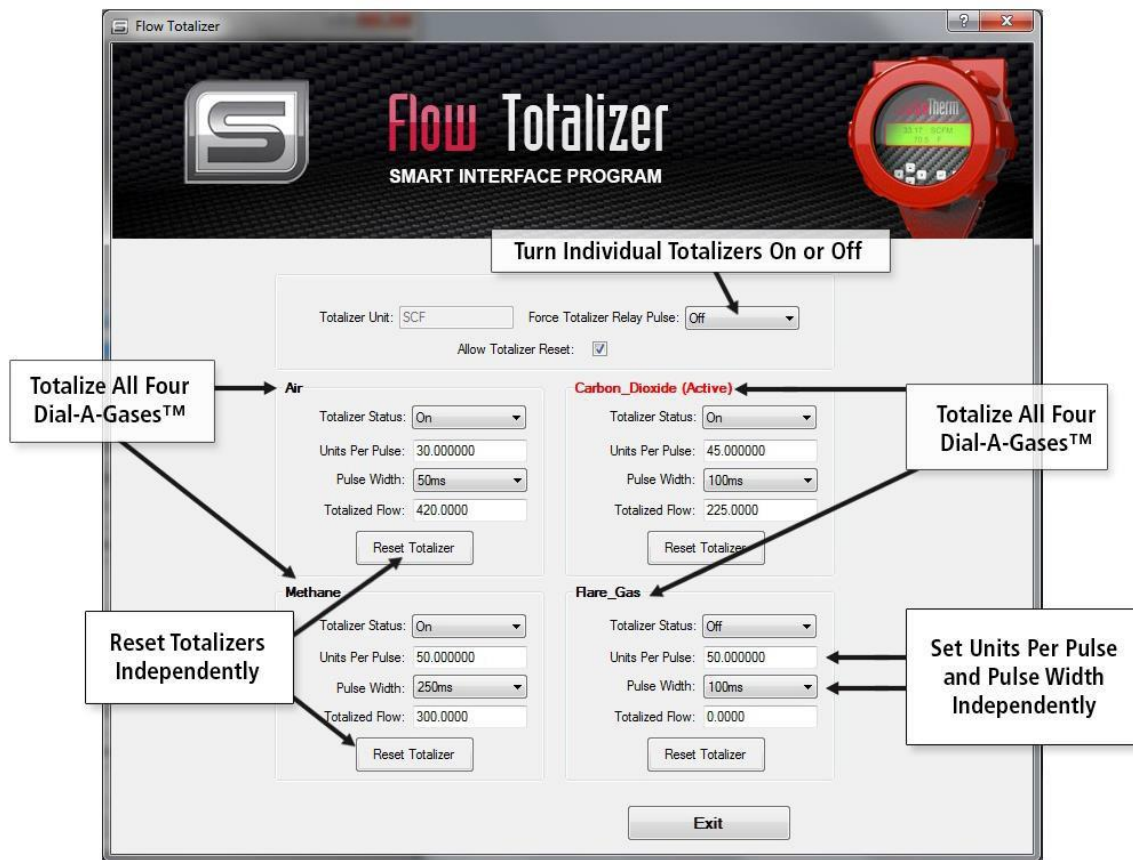 Flow Totalizer
Flow Totalizer
SMART INTERFACE PROGRAM
Therm
33.17 SCFM
70.9 F
Turn Individual Totalizers On or Off
Totalizer Unit: SCF
Force Totalizer Relay Pulse: Off
Allow Totalizer Reset:
Totalize All Four
Dial-A-Gases™
Air
Totalizer Status: On
Units Per Pulse: 30.000000
Pulse Width: 50ms
Totalized Flow: 420.0000
Reset Totalizer
Carbon_Dioxide (Active)
Totalizer Status: On
Units Per Pulse: 45.000000
Pulse Width: 100ms
Totalized Flow: 225.0000
Reset Totalizer
Totalize All Four
Dial-A-Gases™
Methane
Totalizer Status: On
Units Per Pulse: 50.000000
Pulse Width: 250ms
Totalized Flow: 300.0000
Reset Totalizer
Reset Totalizers
Independently
Flare_Gas
Totalizer Status: Off
Units Per Pulse: 50.000000
Pulse Width: 100ms
Totalized Flow: 0.0000
Reset Totalizer
Set Units Per Pulse
and Pulse Width
Independently
Exit